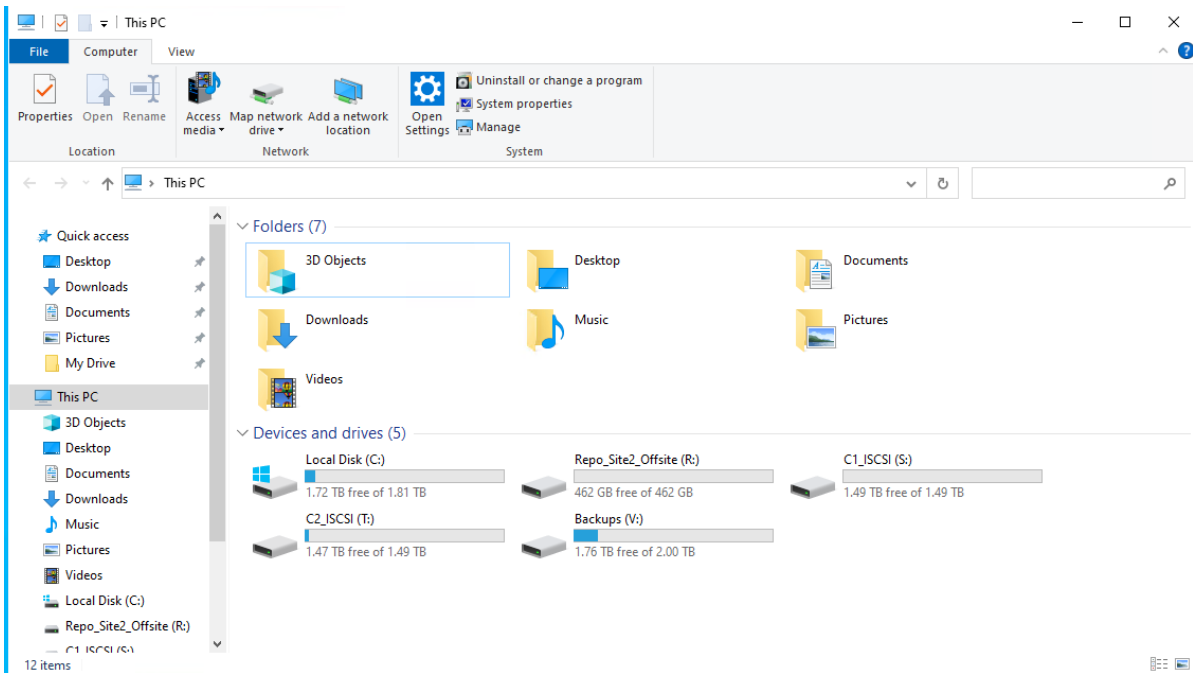 This PC
File Computer View
Properties Open Rename Access media Map network drive Add a network location Open Settings Uninstall or change a program
System properties
Manage
Location Network System
This PC
Quick access
Desktop
Downloads
Documents
Pictures
My Drive
This PC
3D Objects
Desktop
Documents
Downloads
Music
Pictures
Videos
Local Disk (C:)
Repo_Site2_Offsite (R:)
C1_ISCSI (S:)
Folders (7)
3D Objects Desktop Documents
Downloads Music Pictures
Videos
Devices and drives (5)
Local Disk (C:) Repo_Site2_Offsite (R:) C1_ISCSI (S:)
1.72 TB free of 1.81 TB 462 GB free of 462 GB 1.49 TB free of 1.49 TB
C2_ISCSI (T:) Backups (V:)
1.47 TB free of 1.49 TB 1.76 TB free of 2.00 TB
12 items